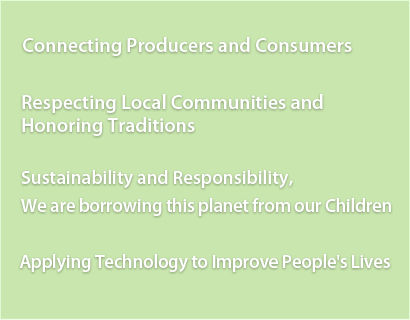 Connecting Producers and Consumers
Respecting Local Communities and
Honoring Traditions
Sustainability and Responsibility,
We are borrowing this planet from our Children
Applying Technology to Improve People's Lives